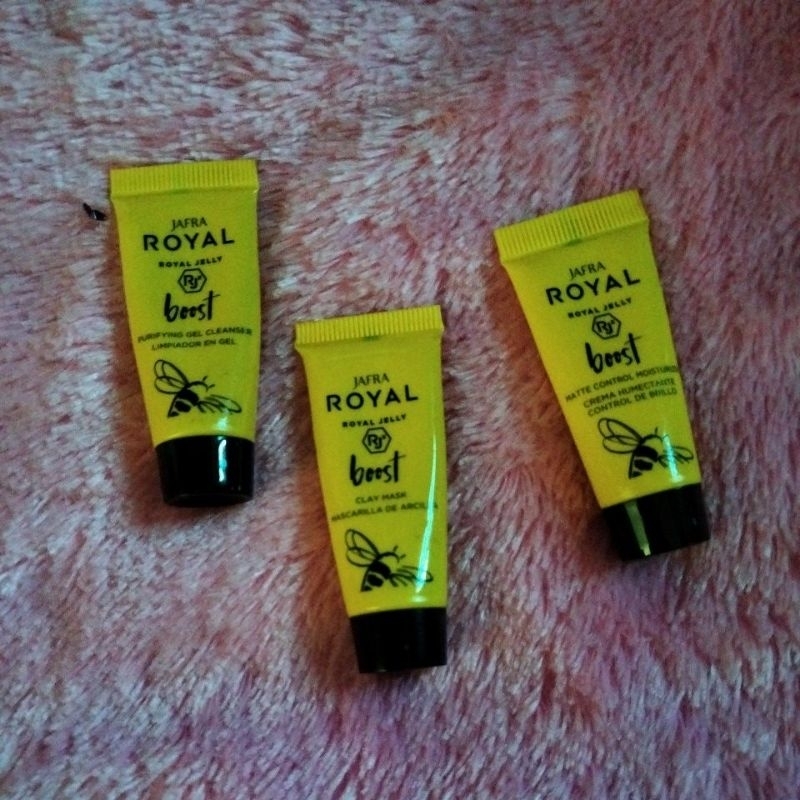 JAFRA
ROYAL
ROYAL JELLY
RJ
boost
PURIFYING GEL CLEANSER
LIMPIADOR EN GEL
JAFRA
ROYAL
ROYAL JELLY
RJ
boost
CLAY MASK
MASCARILLA DE ARCILLA
JAFRA
ROYAL
ROYAL JELLY
RJ
boost
MATTE CONTROL MOISTURIZ
CREMA HUMECTANTE
CONTROL DE BRILLO